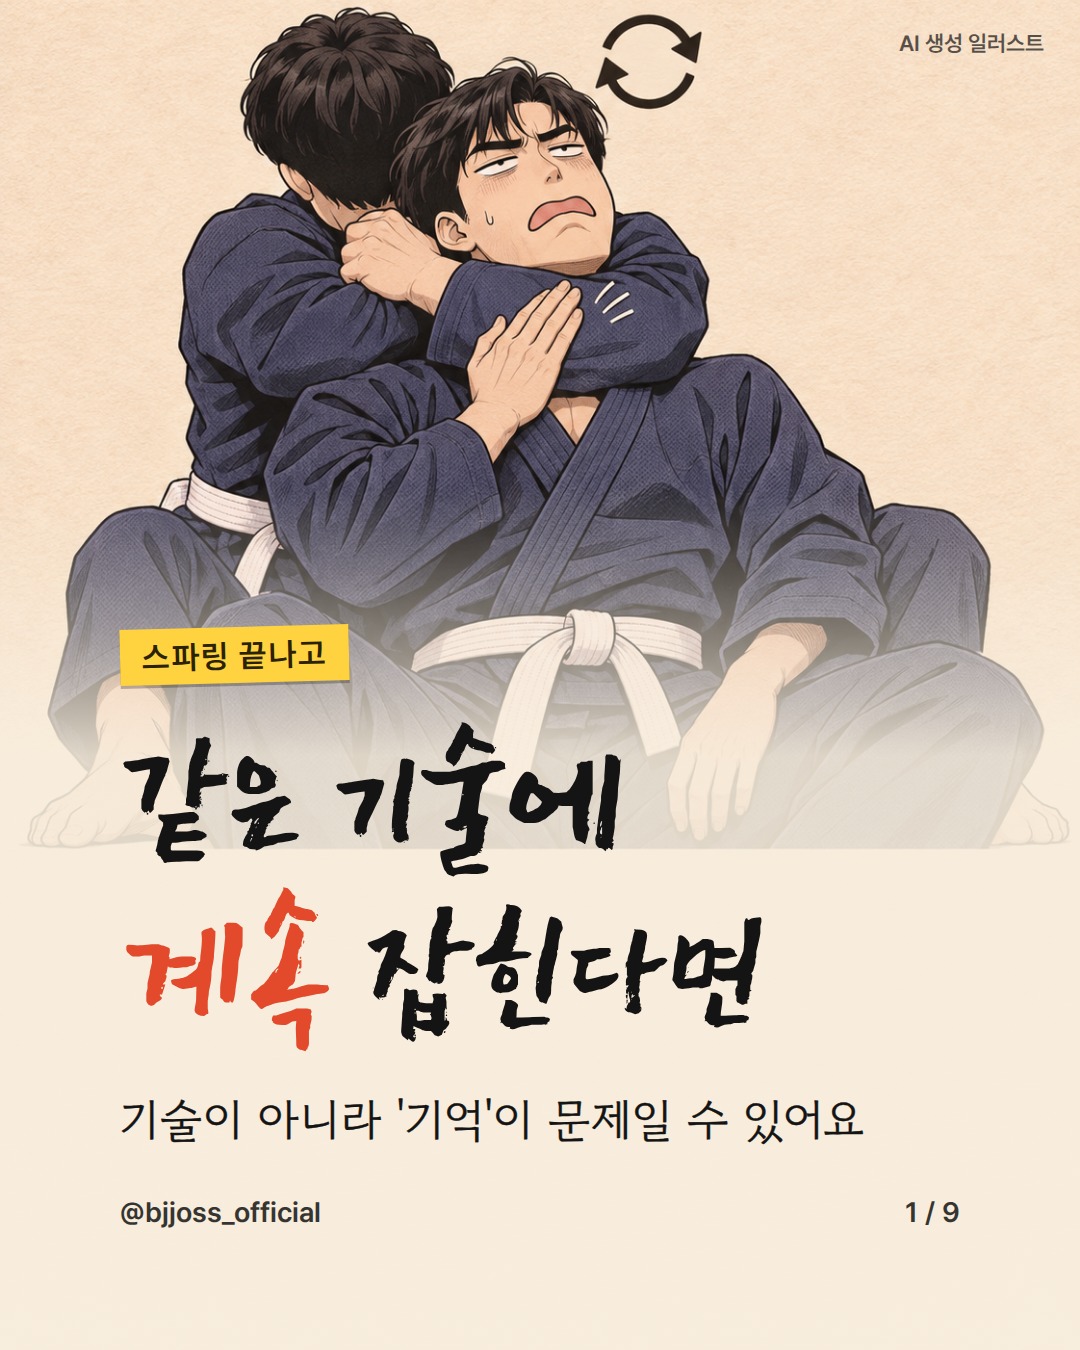 AI 생성 일러스트
스파링 끝나고
같은 기술에
계속 잡힌다면
기술이 아니라 '기억'이 문제일 수 있어요
@bjjoss_official
1 / 9